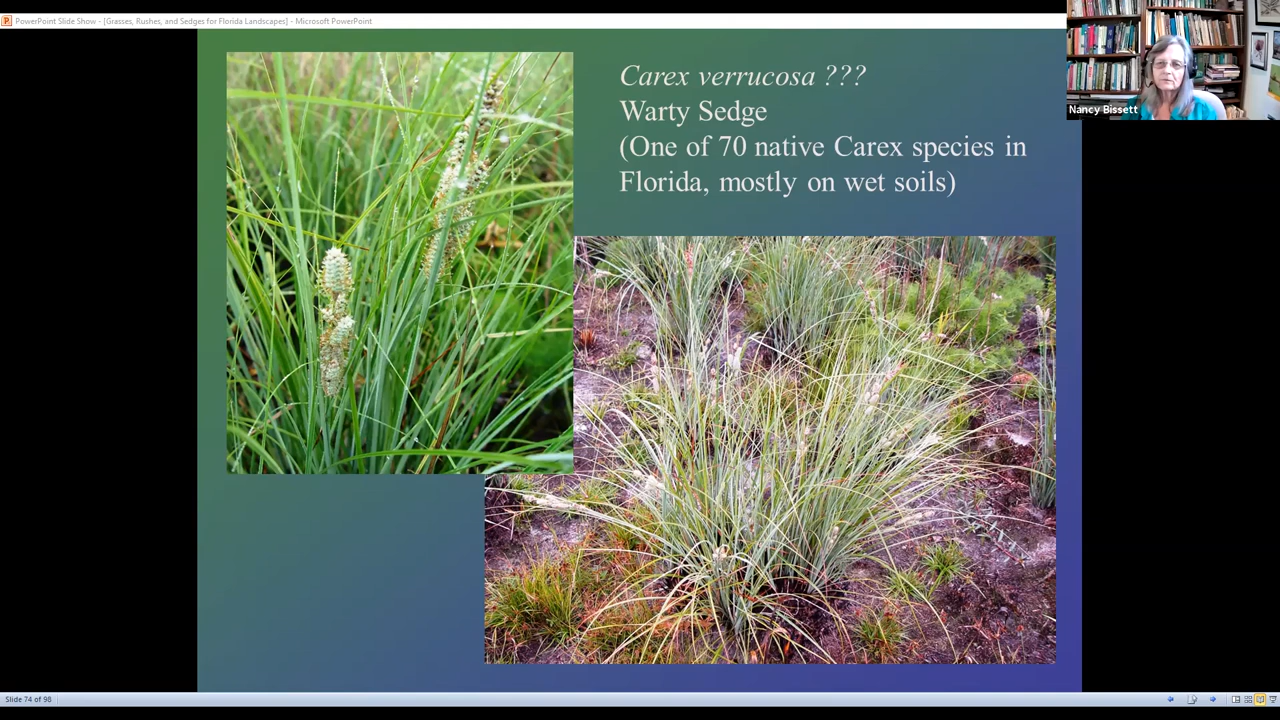 PowerPoint Slide Show - [Grasses, Rushes, and Sedges for Florida Landscapes] - Microsoft PowerPoint
Carex verrucosa ???
Warty Sedge
(One of 70 native Carex species in
Florida, mostly on wet soils)
Nancy Bissett
Slide 74 of 98